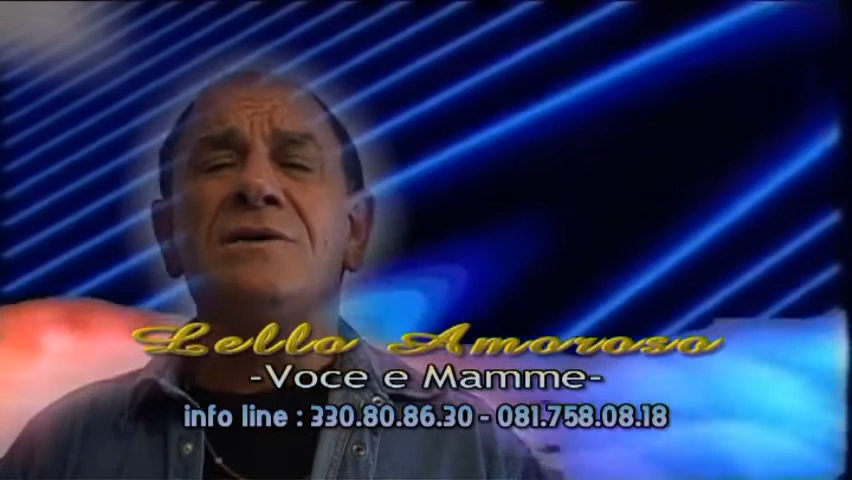 Lello Amoroso
-Voce e Mamme-
info line : 330.80.86.30 - 081.758.08.18